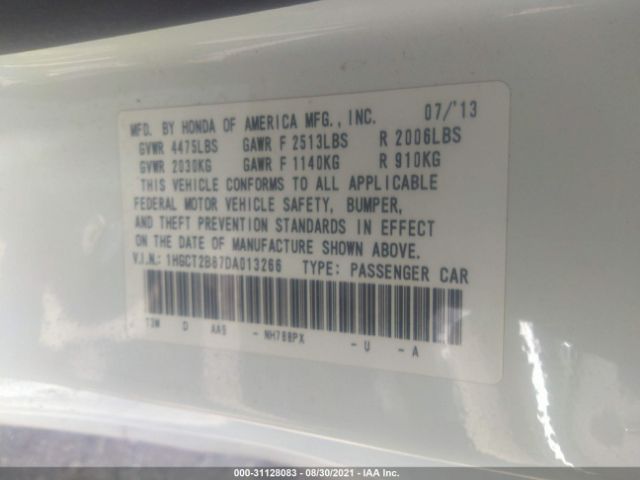 MFD. BY HONDA OF AMERICA MFG., INC. 07/'13
GVWR 4475LBS GAWR F 2513LBS R 2006LBS
GVWR 2030KG GAWR F 1140KG R 910KG
THIS VEHICLE CONFORMS TO ALL APPLICABLE
FEDERAL MOTOR VEHICLE SAFETY, BUMPER,
AND THEFT PREVENTION STANDARDS IN EFFECT
ON THE DATE OF MANUFACTURE SHOWN ABOVE.
V.I.N.: 1HGCT2B87DA013266 TYPE: PASSENGER CAR
T3W D AA9 - NH788PX - U - A
000-31128083 - 08/30/2021 - IAA Inc.